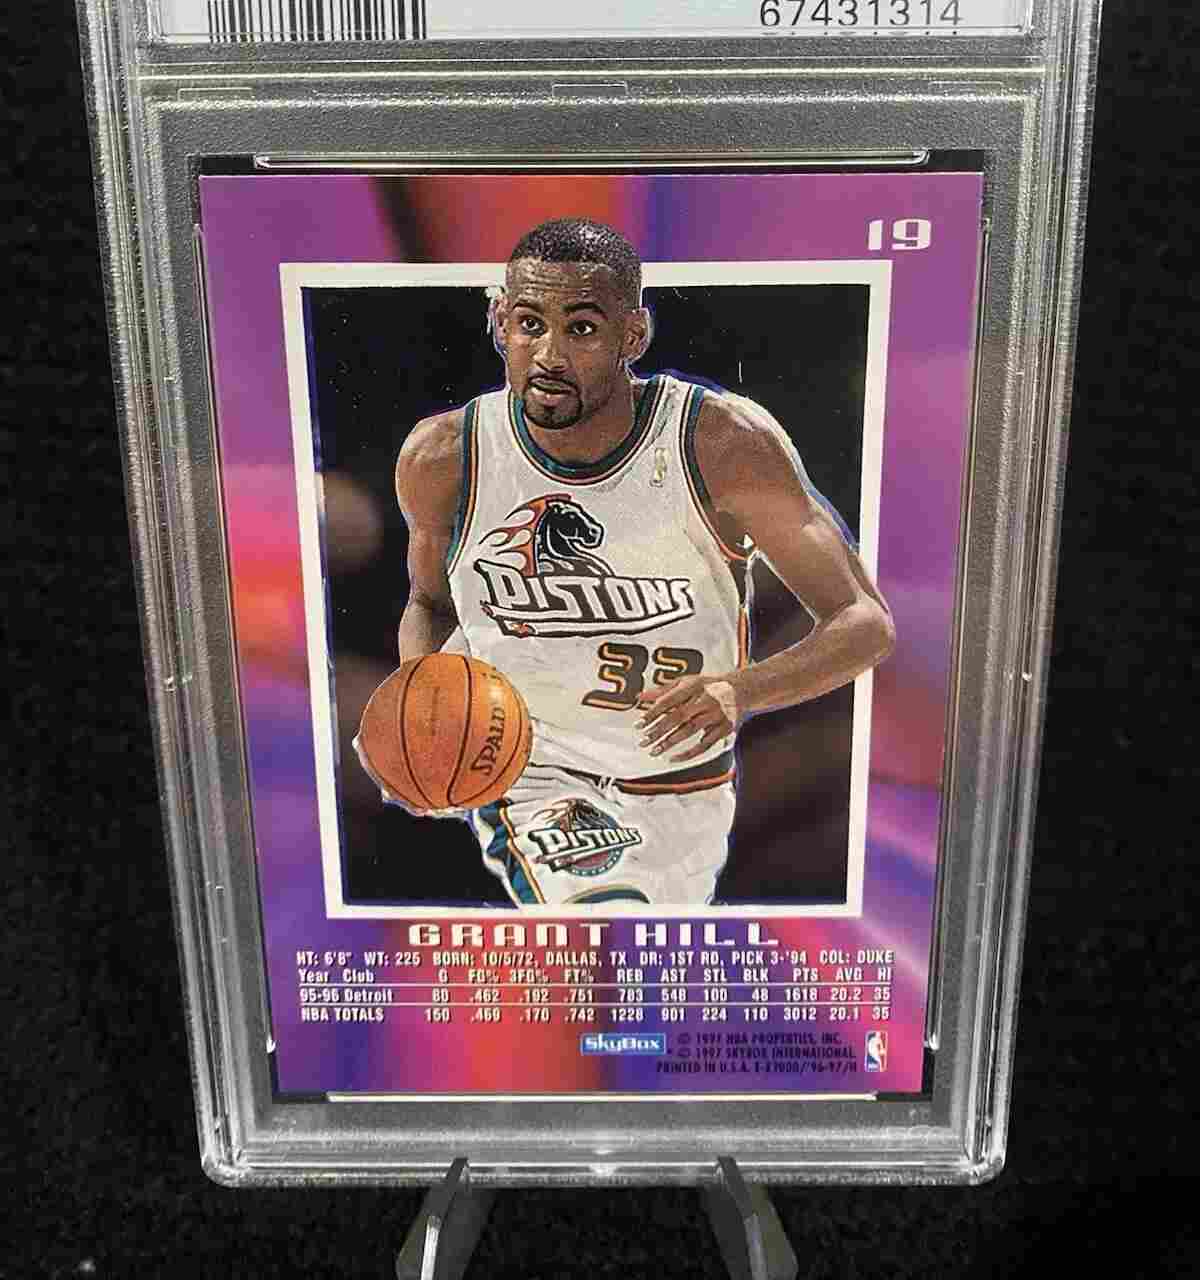 67431314
19
PISTONS
33
SPALD
PISTONS
GRANT HILL
HT: 6'8" WT: 225 BORN: 10/5/72, DALLAS, TX DR: 1ST RD, PICK 3-'94 COL: DUKE
Year Club G FG% 3FG% FT% REB AST STL BLK PTS AVG HI
95-96 Detroit 80 .462 .192 .751 783 548 100 48 1618 20.2 35
NBA TOTALS 150 .469 .170 .742 1228 901 224 110 3012 20.1 35
SkyBox
© 1997 NBA PROPERTIES, INC.
© 1997 SKYBOX INTERNATIONAL.
PRINTED IN U.S.A. E-X2000/'96-97/H